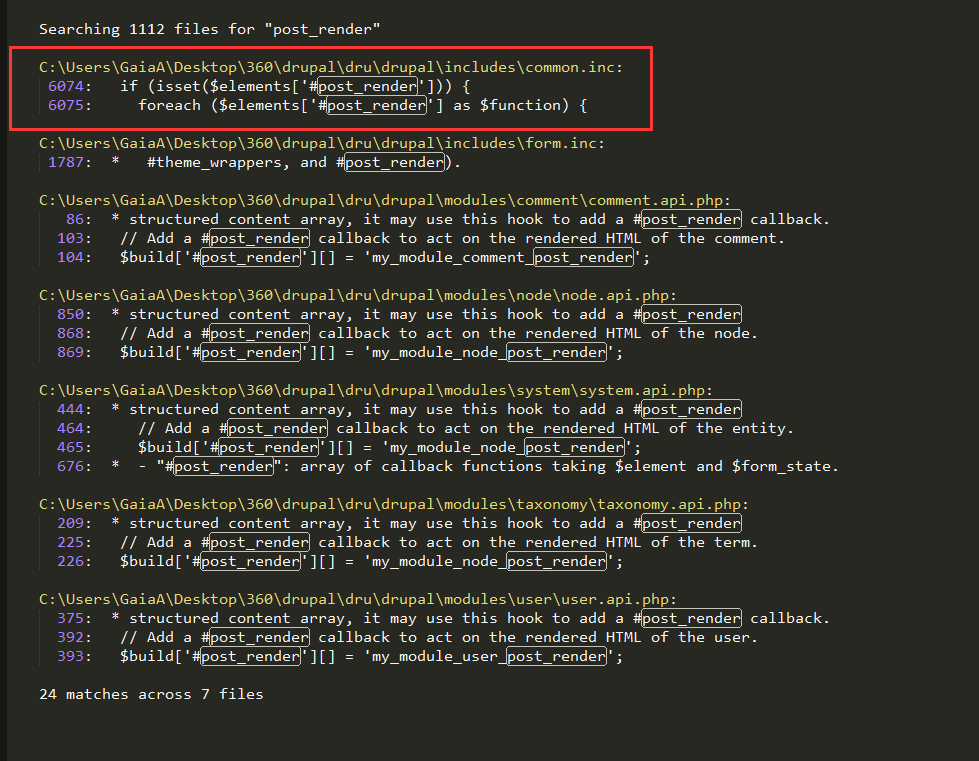 Searching 1112 files for "post_render"
C:\Users\GaiaA\Desktop\360\drupal\dru\drupal\includes\common.inc:
6074:   if (isset($elements['#post_render'])) {
6075:     foreach ($elements['#post_render'] as $function) {
C:\Users\GaiaA\Desktop\360\drupal\dru\drupal\includes\form.inc:
1787:  *   #theme_wrappers, and #post_render).
C:\Users\GaiaA\Desktop\360\drupal\dru\drupal\modules\comment\comment.api.php:
86:  * structured content array, it may use this hook to add a #post_render callback.
103:   // Add a #post_render callback to act on the rendered HTML of the comment.
104:   $build['#post_render'][] = 'my_module_comment_post_render';
C:\Users\GaiaA\Desktop\360\drupal\dru\drupal\modules\node\node.api.php:
850:  * structured content array, it may use this hook to add a #post_render
868:   // Add a #post_render callback to act on the rendered HTML of the node.
869:   $build['#post_render'][] = 'my_module_node_post_render';
C:\Users\GaiaA\Desktop\360\drupal\dru\drupal\modules\system\system.api.php:
444:  * structured content array, it may use this hook to add a #post_render
464:     // Add a #post_render callback to act on the rendered HTML of the entity.
465:     $build['#post_render'][] = 'my_module_node_post_render';
676:  *  - "#post_render": array of callback functions taking $element and $form_state.
C:\Users\GaiaA\Desktop\360\drupal\dru\drupal\modules\taxonomy\taxonomy.api.php:
209:  * structured content array, it may use this hook to add a #post_render
225:   // Add a #post_render callback to act on the rendered HTML of the term.
226:   $build['#post_render'][] = 'my_module_node_post_render';
C:\Users\GaiaA\Desktop\360\drupal\dru\drupal\modules\user\user.api.php:
375:  * structured content array, it may use this hook to add a #post_render callback.
392:   // Add a #post_render callback to act on the rendered HTML of the user.
393:   $build['#post_render'][] = 'my_module_user_post_render';
24 matches across 7 files